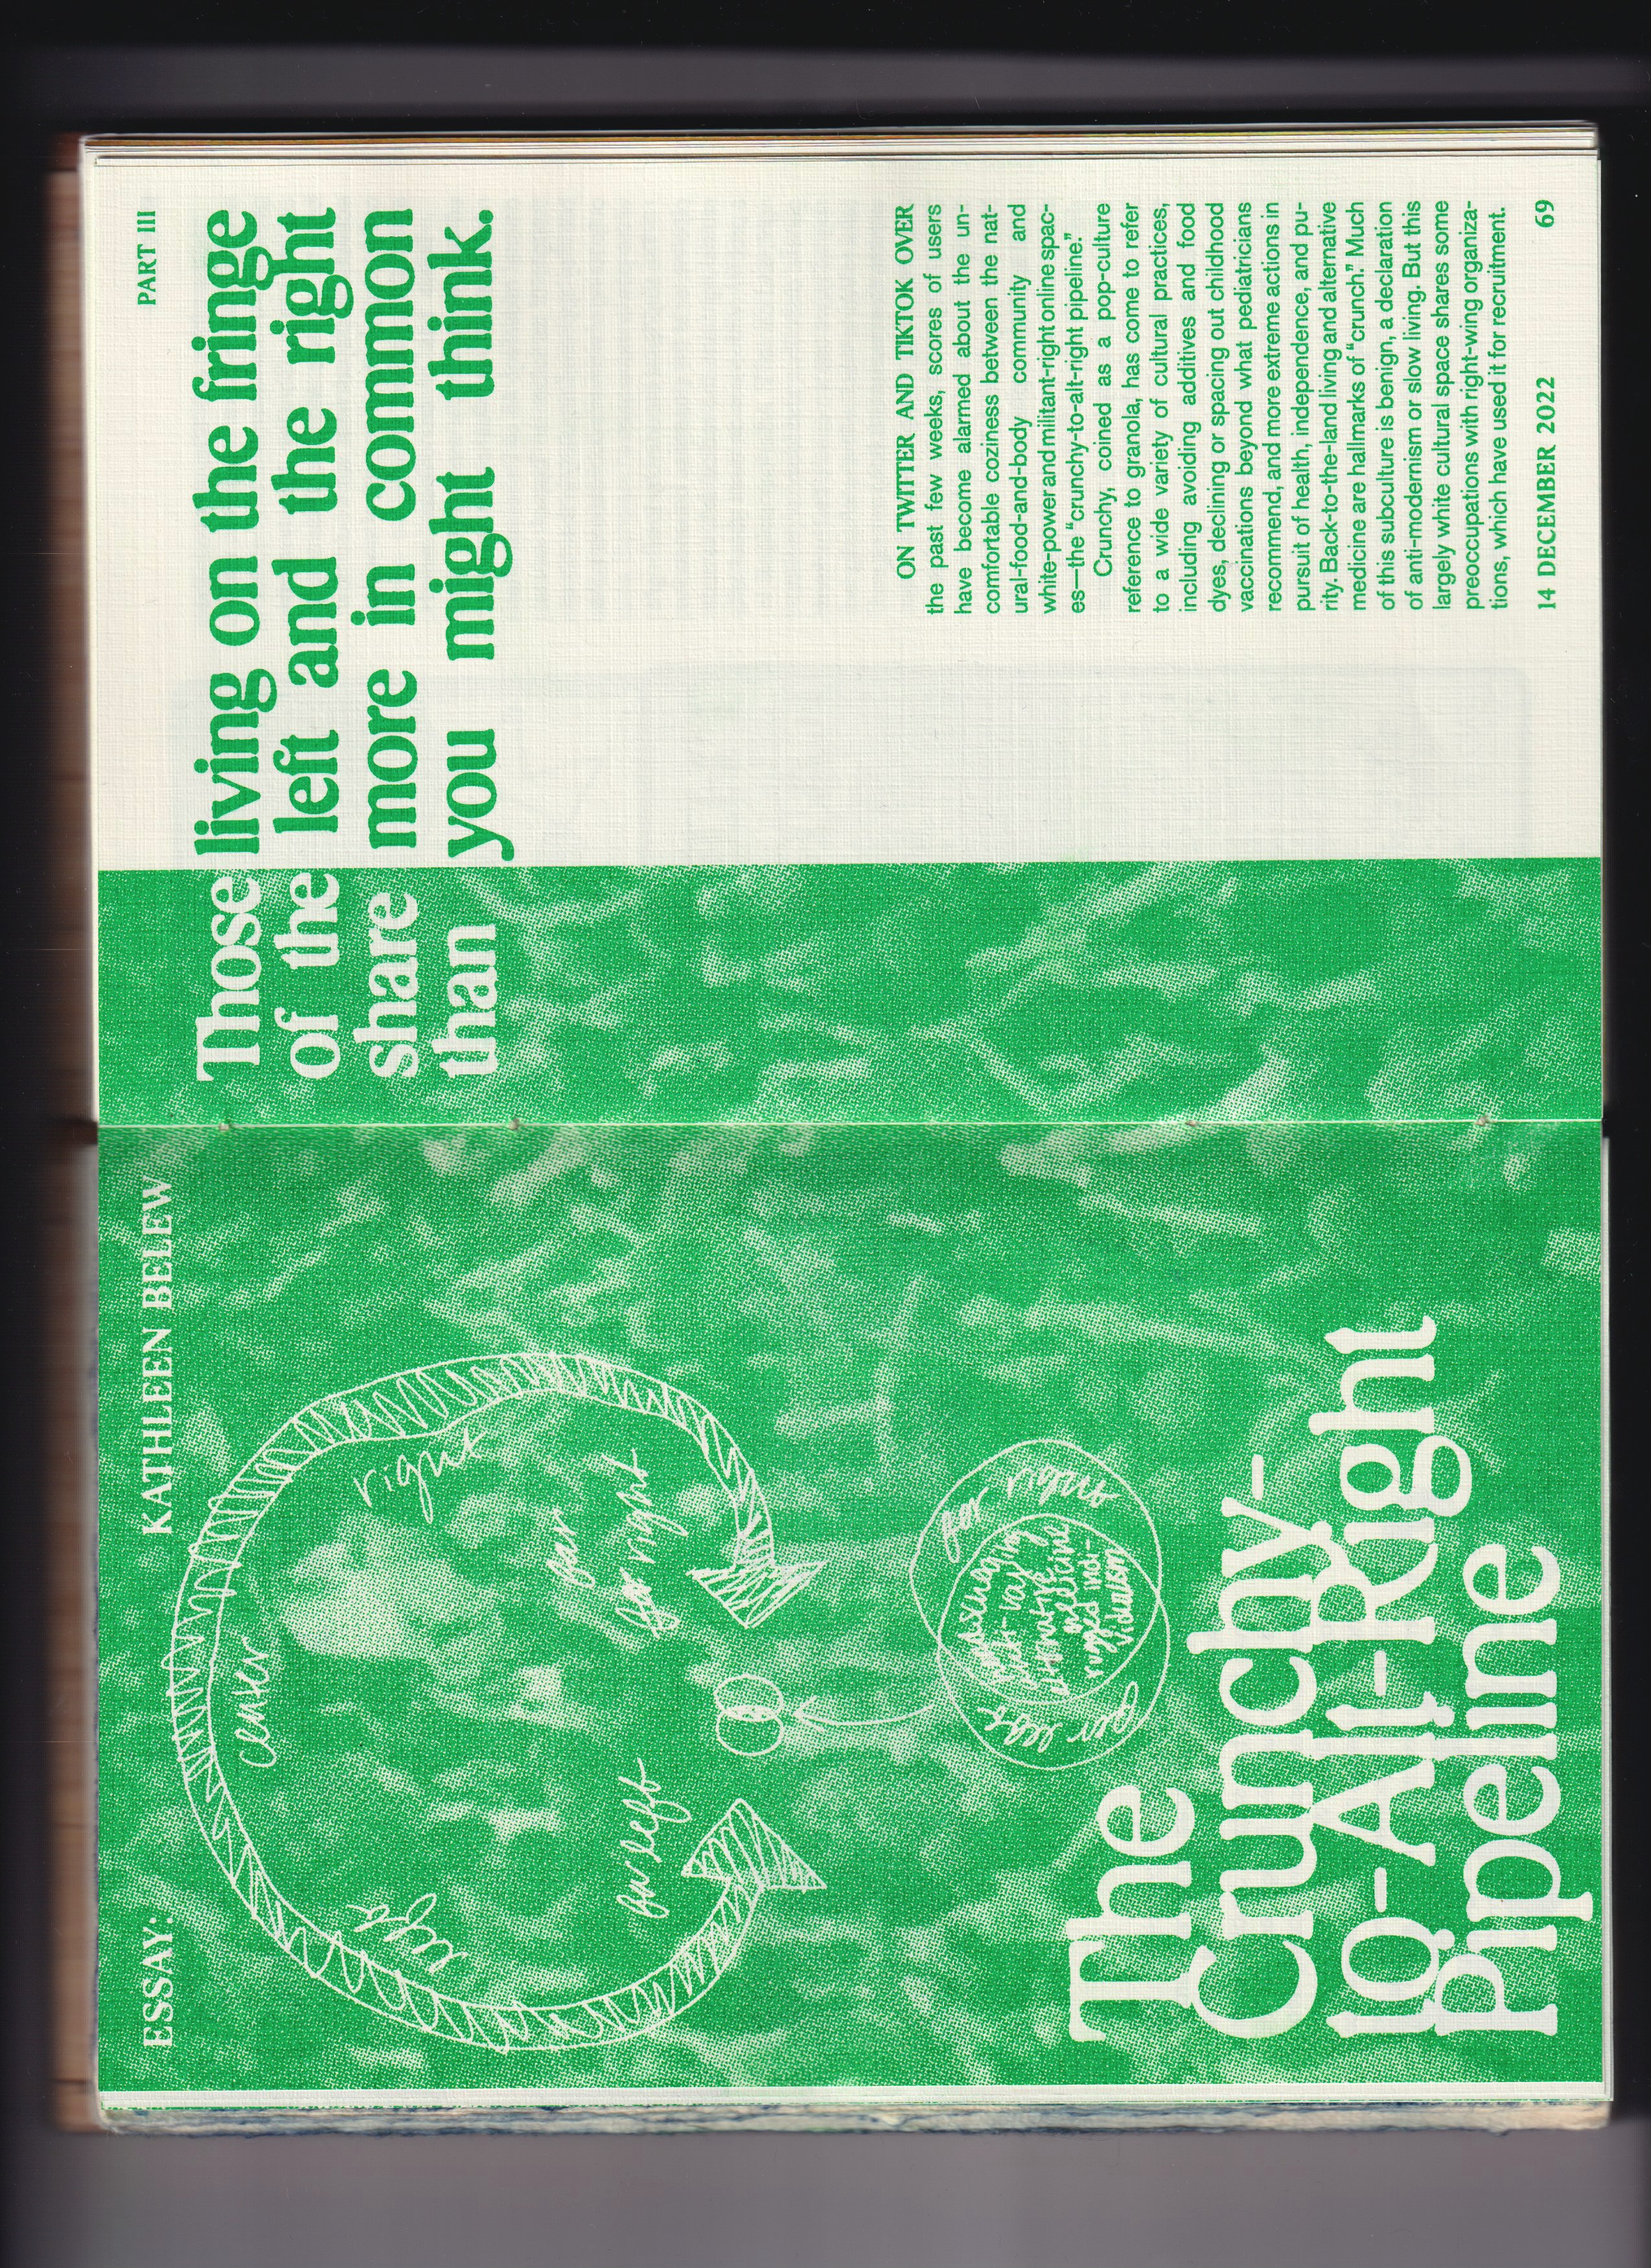 ESSAY: KATHLEEN BELEW
center
left
right
far left
far
far right
far left
far right
alternative
medicine
rugged indi-
vidualism
The
Crunchy-
to-Alt-Right
Pipeline
PART III
Those living on the fringe
of the left and the right
share more in common
than you might think.
ON TWITTER AND TIKTOK OVER
the past few weeks, scores of users
have become alarmed about the un-
comfortable coziness between the nat-
ural-food-and-body community and
white-power and militant-right online spac-
es—the “crunchy-to-alt-right pipeline.”
Crunchy, coined as a pop-culture
reference to granola, has come to refer
to a wide variety of cultural practices,
including avoiding additives and food
dyes, declining or spacing out childhood
vaccinations beyond what pediatricians
recommend, and more extreme actions in
pursuit of health, independence, and pu-
rity. Back-to-the-land living and alternative
medicine are hallmarks of “crunch.” Much
of this subculture is benign, a declaration
of anti-modernism or slow living. But this
largely white cultural space shares some
preoccupations with right-wing organiza-
tions, which have used it for recruitment.
14 DECEMBER 2022 69